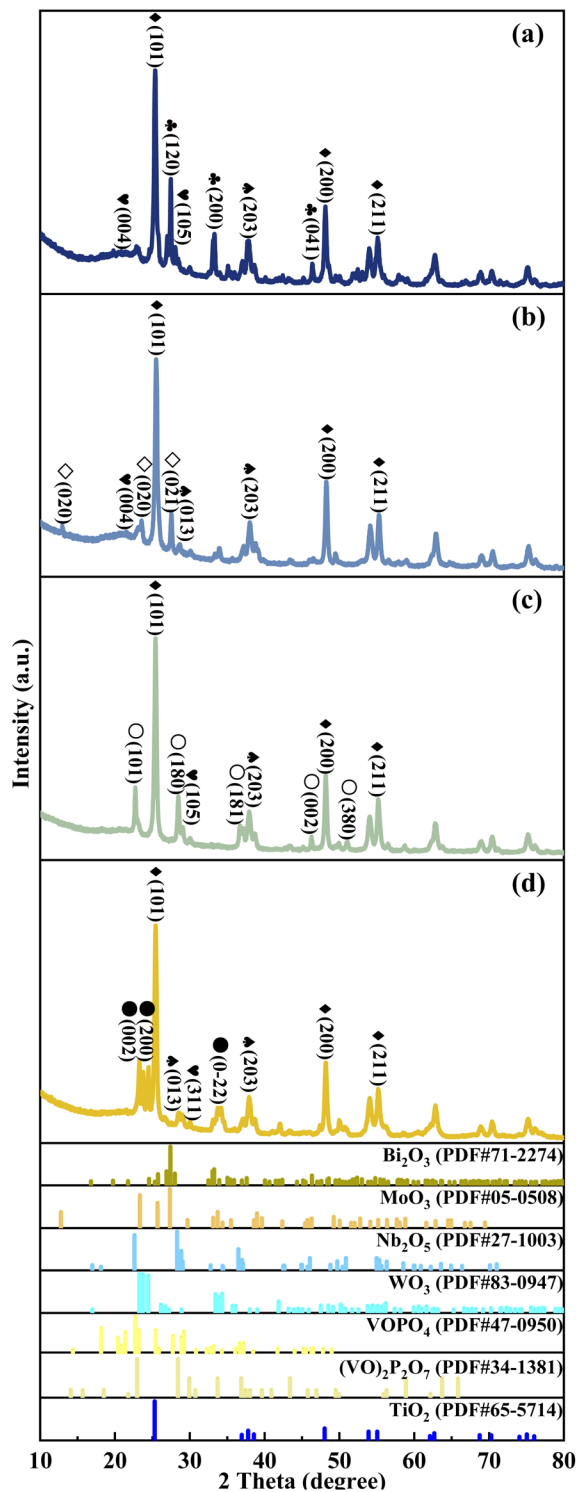 (a)
♦(101)
♣(120)
♥(004)
♥(105)
♣(200)
♠(203)
♣(041)
♦(200)
♦(211)
(b)
♦(101)
◇(020)
♥(004)
◇(020)
◇(021)
♥(013)
♠(203)
♦(200)
♦(211)
(c)
♦(101)
○(101)
○(180)
♥(105)
○(181)
♠(203)
○(002)
♦(200)
○(380)
♦(211)
(d)
♦(101)
●(002)
●(200)
♠(013)
♥(311)
●(0-22)
♠(203)
♦(200)
♦(211)
Bi₂O₃ (PDF#71-2274)
MoO₃ (PDF#05-0508)
Nb₂O₅ (PDF#27-1003)
WO₃ (PDF#83-0947)
VOPO₄ (PDF#47-0950)
(VO)₂P₂O₇ (PDF#34-1381)
TiO₂ (PDF#65-5714)
Intensity (a.u.)
10 20 30 40 50 60 70 80
2 Theta (degree)